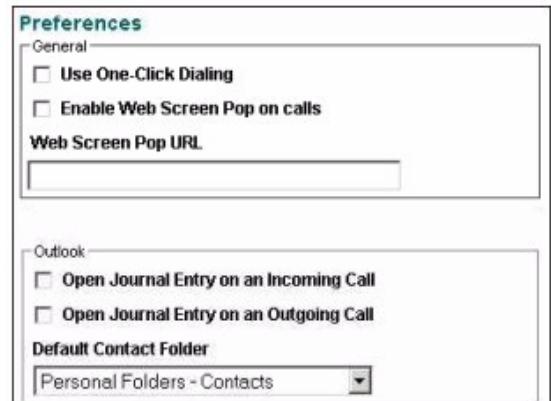 Preferences
General
Use One-Click Dialing
Enable Web Screen Pop on calls
Web Screen Pop URL
Outlook
Open Journal Entry on an Incoming Call
Open Journal Entry on an Outgoing Call
Default Contact Folder
Personal Folders - Contacts